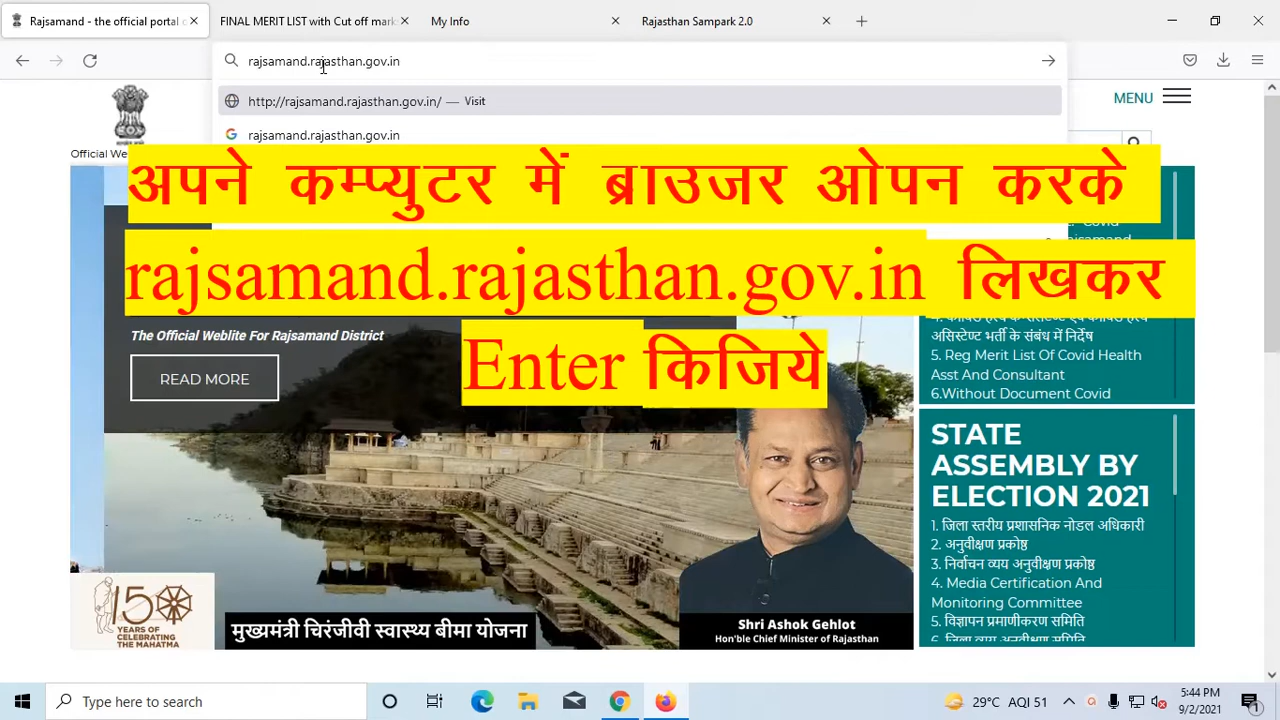 Rajsamand - the official portal
FINAL MERIT LIST with Cut off mark
My Info
Rajasthan Sampark 2.0
rajsamand.rajasthan.gov.in
http://rajsamand.rajasthan.gov.in/ — Visit
rajsamand.rajasthan.gov.in
MENU
Official
अपने कम्प्युटर में ब्राउजर ओपन करके
rajsamand.rajasthan.gov.in लिखकर
Enter किजिये
The Official Weblite For Rajsamand District
READ MORE
असिस्टेण्ट भर्ती के संबंध में निर्देष
5. Reg Merit List Of Covid Health
Asst And Consultant
6.Without Document Covid
STATE
ASSEMBLY BY
ELECTION 2021
1. जिला स्तरीय प्रशासनिक नोडल अधिकारी
2. अनुवीक्षण प्रकोष्ठ
3. निर्वाचन व्यय अनुवीक्षण प्रकोष्ठ
4. Media Certification And
Monitoring Committee
5. विज्ञापन प्रमाणीकरण समिति
6. जिला व्यय अनुवीक्षण समिति
150
YEARS OF
CELEBRATING
THE MAHATMA
मुख्यमंत्री चिरंजीवी स्वास्थ्य बीमा योजना
Shri Ashok Gehlot
Hon'ble Chief Minister of Rajasthan
Type here to search
29°C AQI 51
5:44 PM
9/2/2021